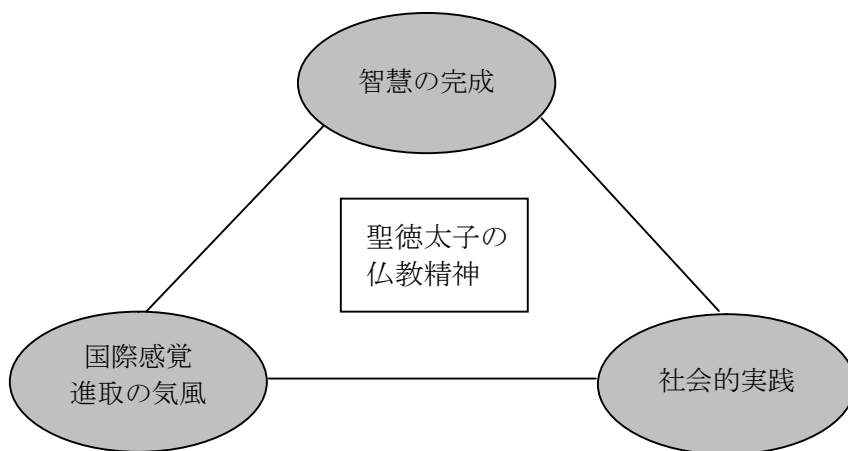 智慧の完成
聖徳太子の
仏教精神
国際感覚
進取の気風
社会的実践